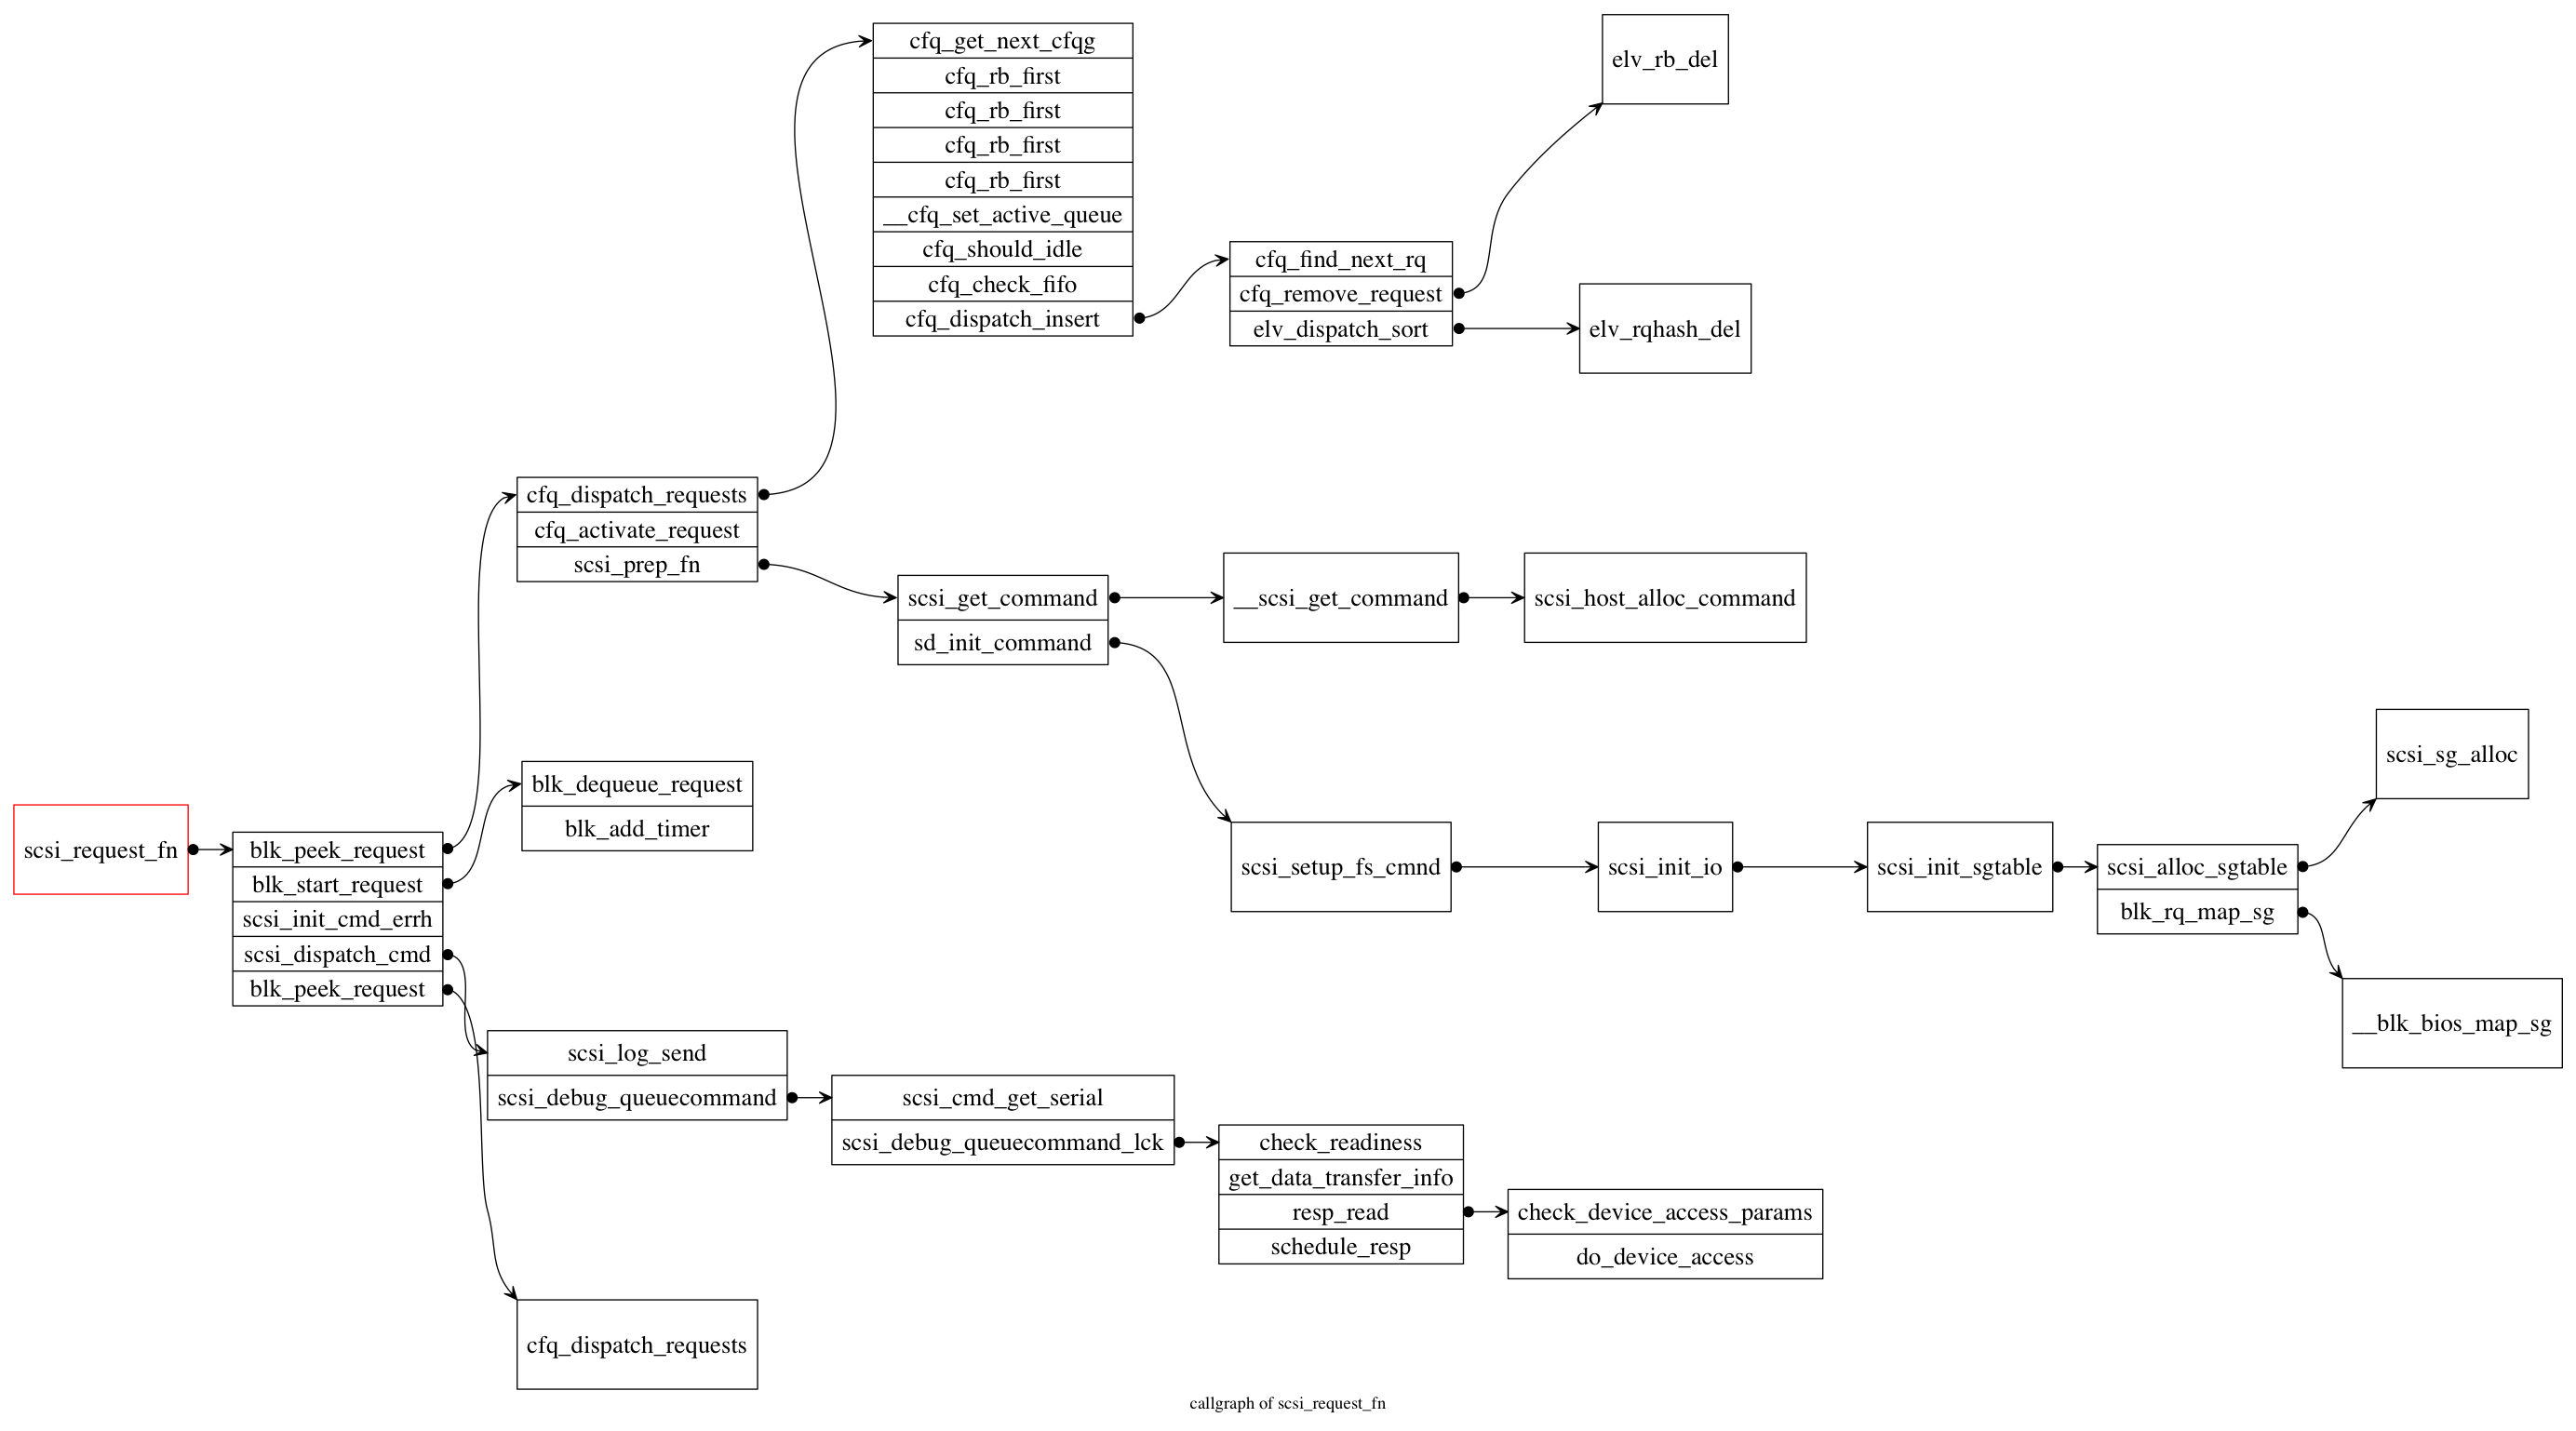 scsi_request_fn
blk_peek_request
blk_start_request
scsi_init_cmd_errh
scsi_dispatch_cmd
blk_peek_request
cfq_dispatch_requests
cfq_activate_request
scsi_prep_fn
cfq_get_next_cfqg
cfq_rb_first
cfq_rb_first
cfq_rb_first
cfq_rb_first
__cfq_set_active_queue
cfq_should_idle
cfq_check_fifo
cfq_dispatch_insert
cfq_find_next_rq
cfq_remove_request
elv_dispatch_sort
elv_rb_del
elv_rqhash_del
scsi_get_command
sd_init_command
__scsi_get_command
scsi_host_alloc_command
scsi_setup_fs_cmnd
scsi_init_io
scsi_init_sgtable
scsi_alloc_sgtable
blk_rq_map_sg
scsi_sg_alloc
__blk_bios_map_sg
blk_dequeue_request
blk_add_timer
scsi_log_send
scsi_debug_queuecommand
scsi_cmd_get_serial
scsi_debug_queuecommand_lck
check_readiness
get_data_transfer_info
resp_read
schedule_resp
check_device_access_params
do_device_access
cfq_dispatch_requests
callgraph of scsi_request_fn